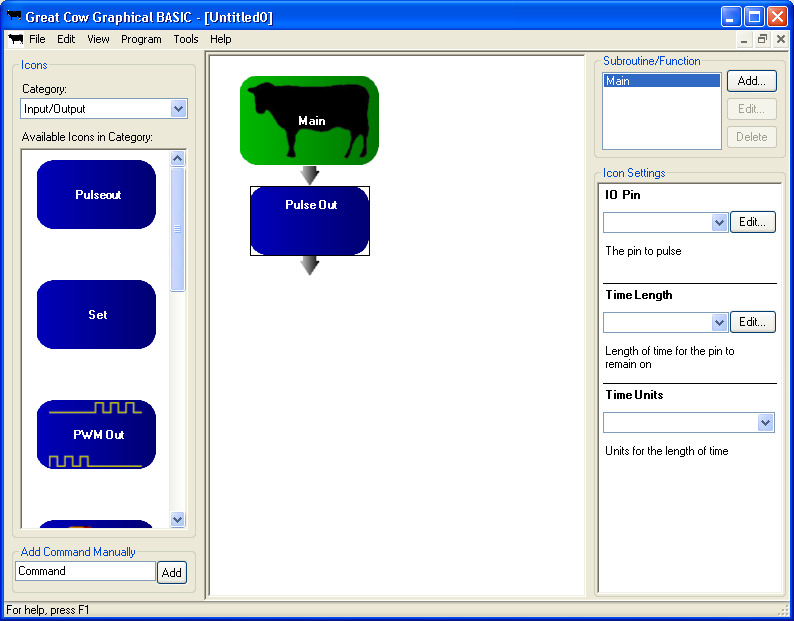 Great Cow Graphical BASIC - [Untitled0]
File Edit View Program Tools Help
Icons
Category:
Input/Output
Available Icons in Category:
Pulseout
Set
PWM Out
Add Command Manually
Command
Add
Main
Pulse Out
Subroutine/Function
Main
Add...
Edit...
Delete
Icon Settings
IO Pin
Edit...
The pin to pulse
Time Length
Edit...
Length of time for the pin to
remain on
Time Units
Units for the length of time
For help, press F1